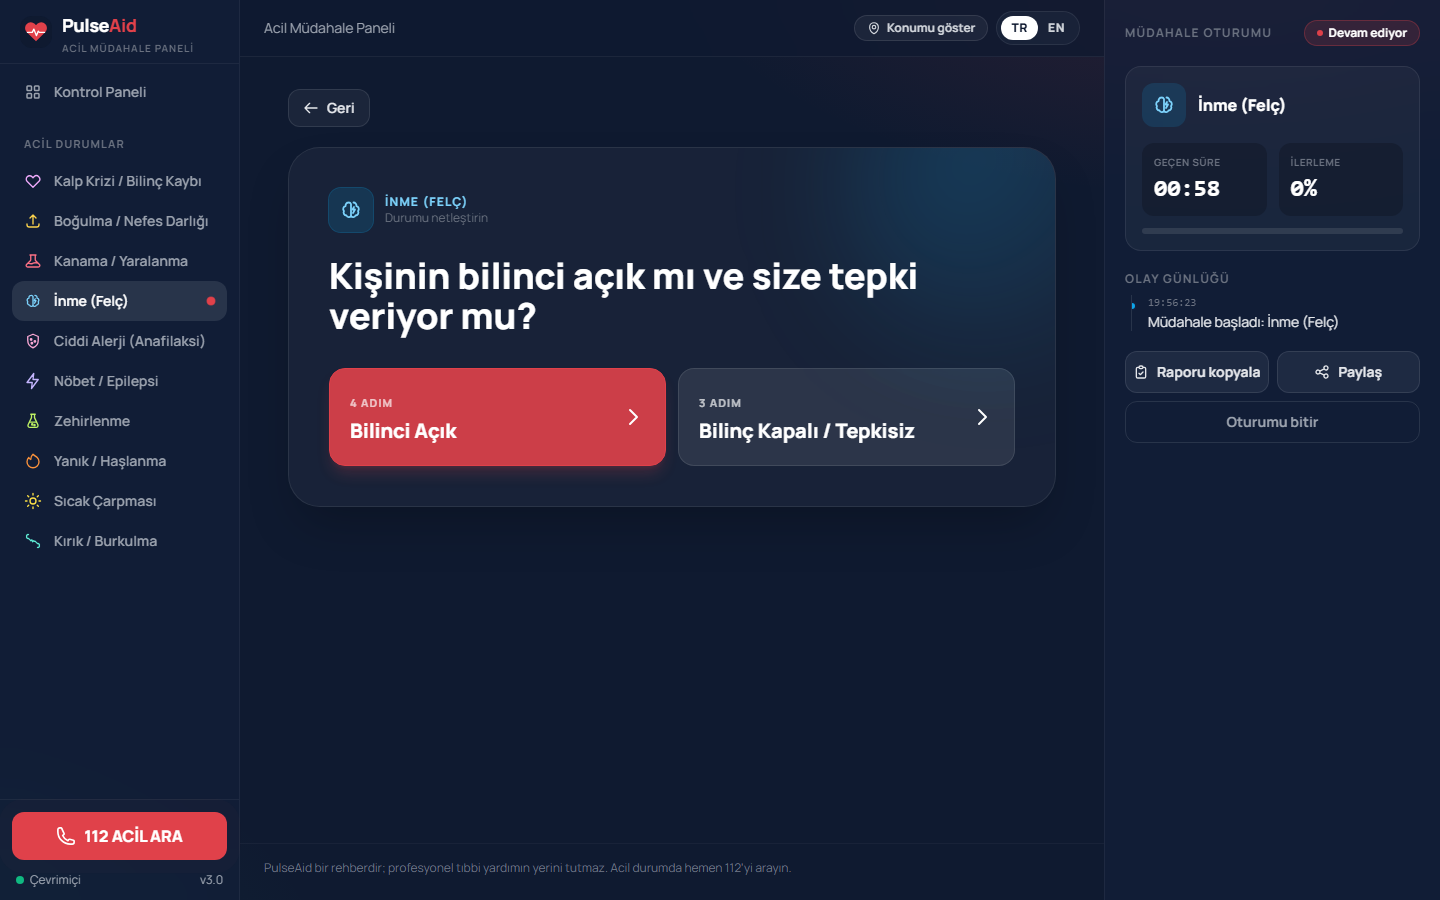 PulseAid
ACİL MÜDAHALE PANELİ
Kontrol Paneli
ACİL DURUMLAR
Kalp Krizi / Bilinç Kaybı
Boğulma / Nefes Darlığı
Kanama / Yaralanma
İnme (Felç)
Ciddi Alerji (Anafilaksi)
Nöbet / Epilepsi
Zehirlenme
Yanık / Haşlanma
Sıcak Çarpması
Kırık / Burkulma
112 ACİL ARA
Çevrimiçi
v3.0
Acil Müdahale Paneli
Konumu göster
TR
EN
Geri
İNME (FELÇ)
Durumu netleştirin
Kişinin bilinci açık mı ve size tepki
veriyor mu?
4 ADIM
Bilinci Açık
3 ADIM
Bilinç Kapalı / Tepkisiz
PulseAid bir rehberdir; profesyonel tıbbi yardımın yerini tutmaz. Acil durumda hemen 112'yi arayın.
MÜDAHALE OTURUMU
Devam ediyor
İnme (Felç)
GEÇEN SÜRE
00:58
İLERLEME
0%
OLAY GÜNLÜĞÜ
19:56:23
Müdahale başladı: İnme (Felç)
Raporu kopyala
Paylaş
Oturumu bitir